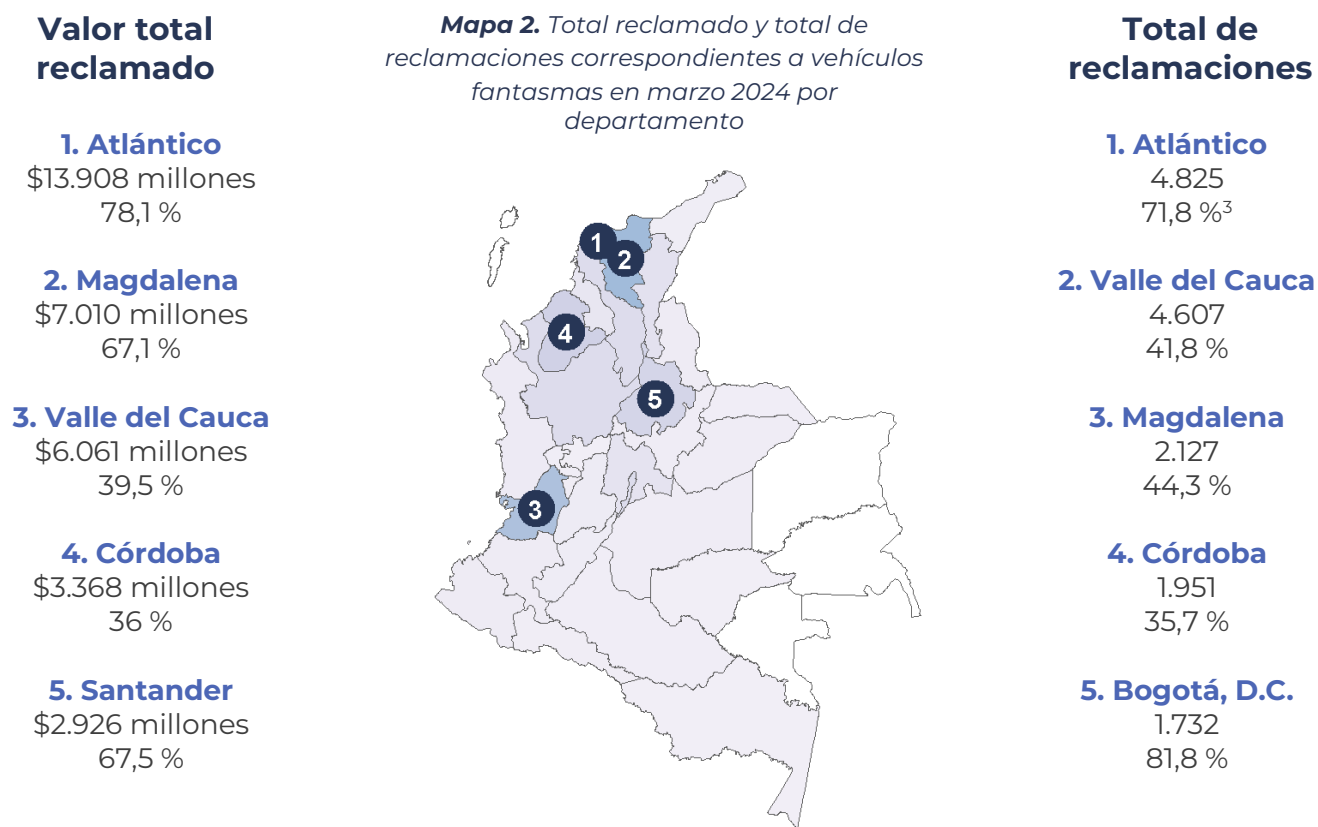 Valor total
reclamado
1. Atlántico
$13.908 millones
78,1 %
2. Magdalena
$7.010 millones
67,1 %
3. Valle del Cauca
$6.061 millones
39,5 %
4. Córdoba
$3.368 millones
36 %
5. Santander
$2.926 millones
67,5 %
Mapa 2. Total reclamado y total de
reclamaciones correspondientes a vehículos
fantasmas en marzo 2024 por
departamento
1
2
4
5
3
Total de
reclamaciones
1. Atlántico
4.825
71,8 %³
2. Valle del Cauca
4.607
41,8 %
3. Magdalena
2.127
44,3 %
4. Córdoba
1.951
35,7 %
5. Bogotá, D.C.
1.732
81,8 %